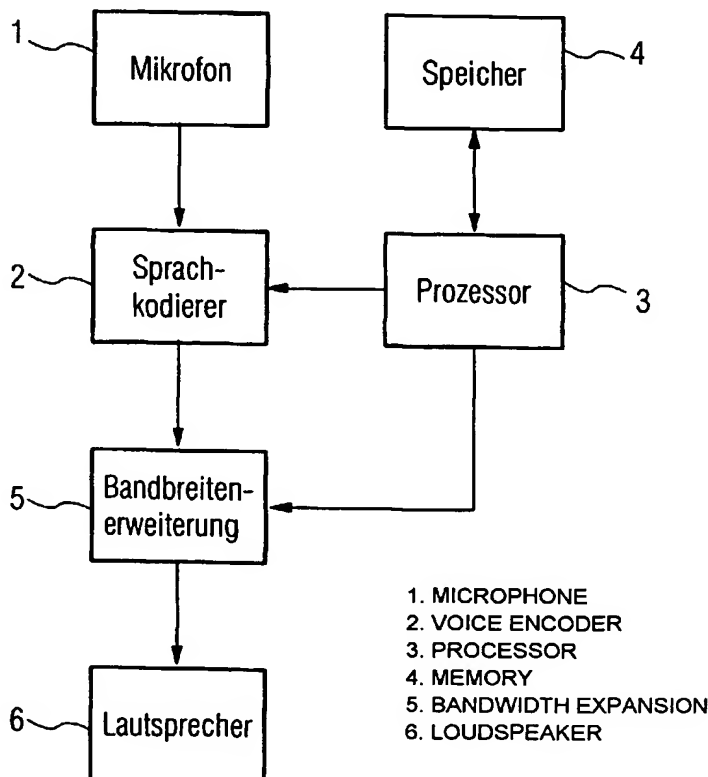 1
Mikrofon
Speicher
4
2
Sprach-
kodierer
Prozessor
3
5
Bandbreiten-
erweiterung
6
Lautsprecher
1. MICROPHONE
2. VOICE ENCODER
3. PROCESSOR
4. MEMORY
5. BANDWIDTH EXPANSION
6. LOUDSPEAKER